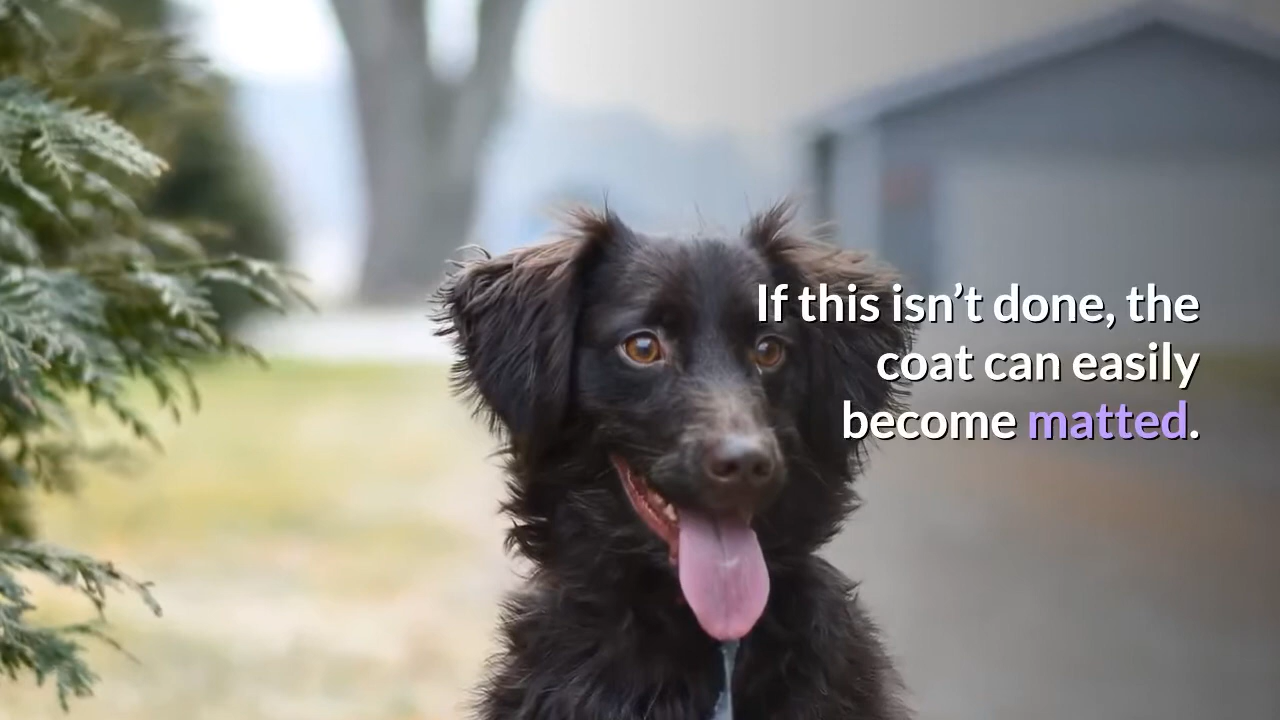 If this isn’t done, the
coat can easily
become matted.